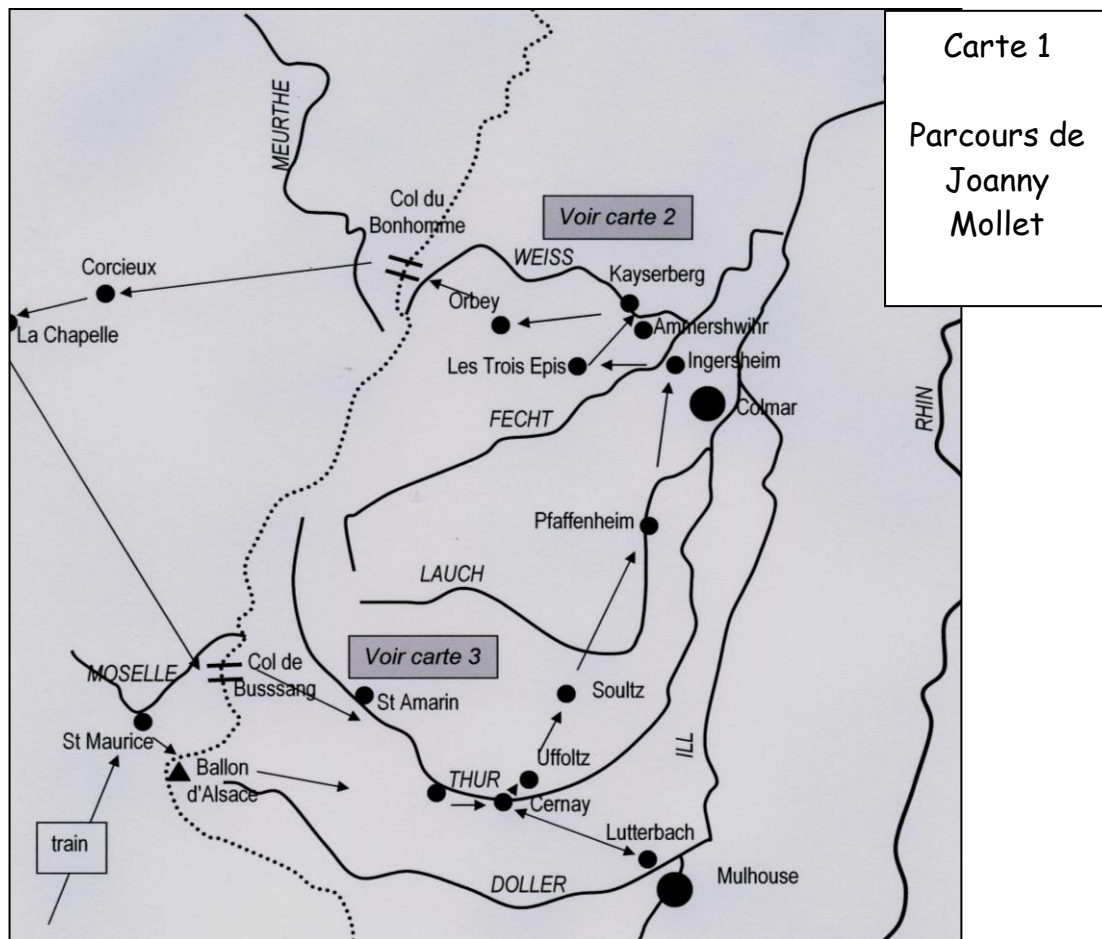 Carte 1
Parcours de
Joanny
Mollet
MEURTHE
Col du
Bonhomme
Voir carte 2
WEISS
Kayserberg
Corcieux
Orbey
La Chapelle
Ammershwihr
Les Trois Epis
Ingersheim
Colmar
RHIN
FECHT
Pfaffenheim
LAUCH
Voir carte 3
MOSELLE
Col de
Busssang
St Amarin
Soultz
St Maurice
ILL
Ballon
d'Alsace
Uffoltz
THUR
Cernay
train
Lutterbach
Mulhouse
DOLLER